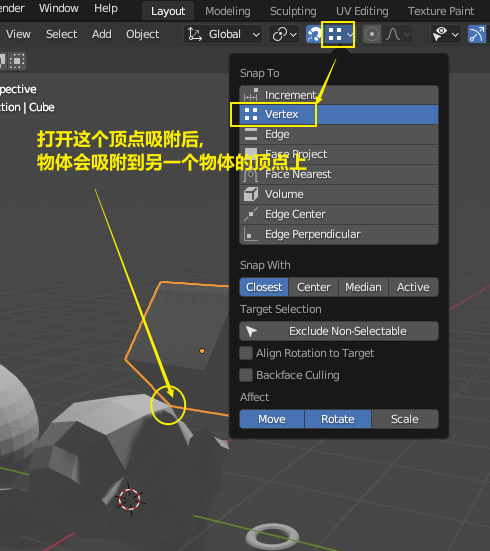 ender Window Help Layout Modeling Sculpting UV Editing Texture Paint
View Select Add Object Global
spective
ction | Cube
Snap To
Increment
Vertex
Edge
Face Project
Face Nearest
Volume
Edge Center
Edge Perpendicular
打开这个顶点吸附后,
物体会吸附到另一个物体的顶点上
Snap With
Closest Center Median Active
Target Selection
Exclude Non-Selectable
Align Rotation to Target
Backface Culling
Affect
Move Rotate Scale